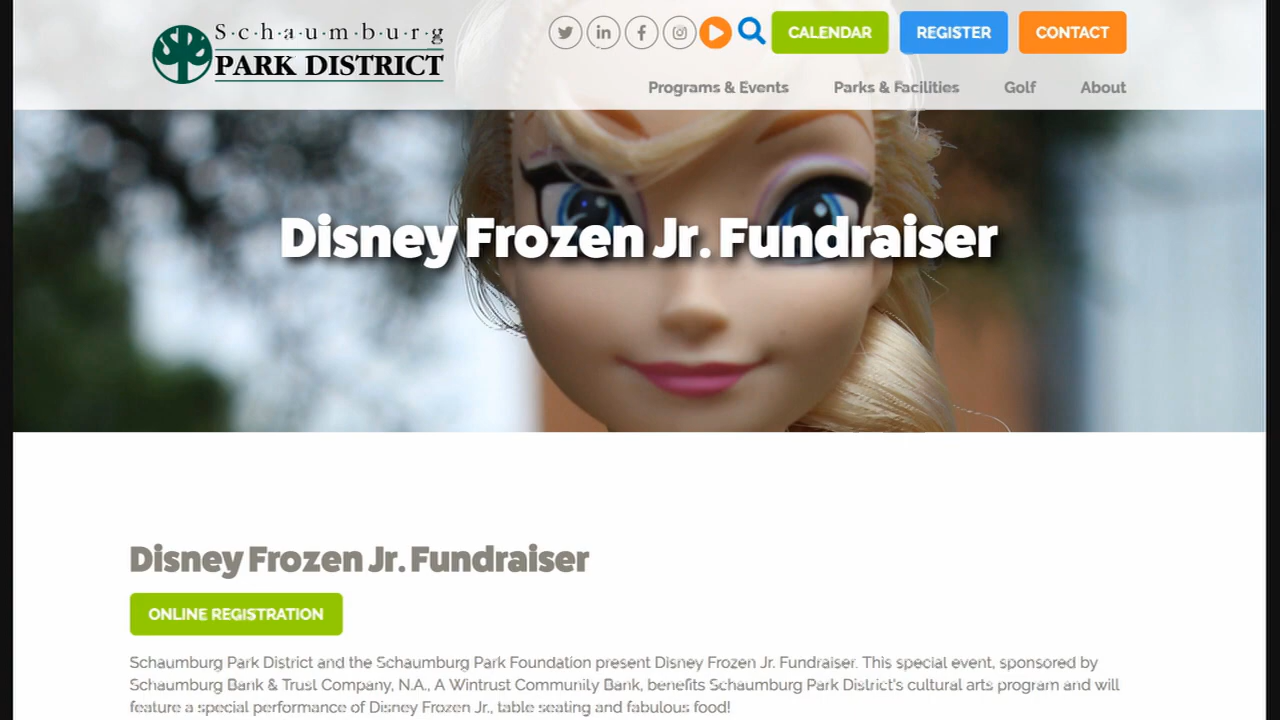 S·c·h·a·u·m·b·u·r·g
PARK DISTRICT
CALENDAR
REGISTER
CONTACT
Programs & Events
Parks & Facilities
Golf
About
Disney Frozen Jr. Fundraiser
Disney Frozen Jr. Fundraiser
ONLINE REGISTRATION
Schaumburg Park District and the Schaumburg Park Foundation present Disney Frozen Jr. Fundraiser. This special event, sponsored by
Schaumburg Bank & Trust Company, N.A., A Wintrust Community Bank, benefits Schaumburg Park District's cultural arts program and will
feature a special performance of Disney Frozen Jr., table seating and fabulous food!